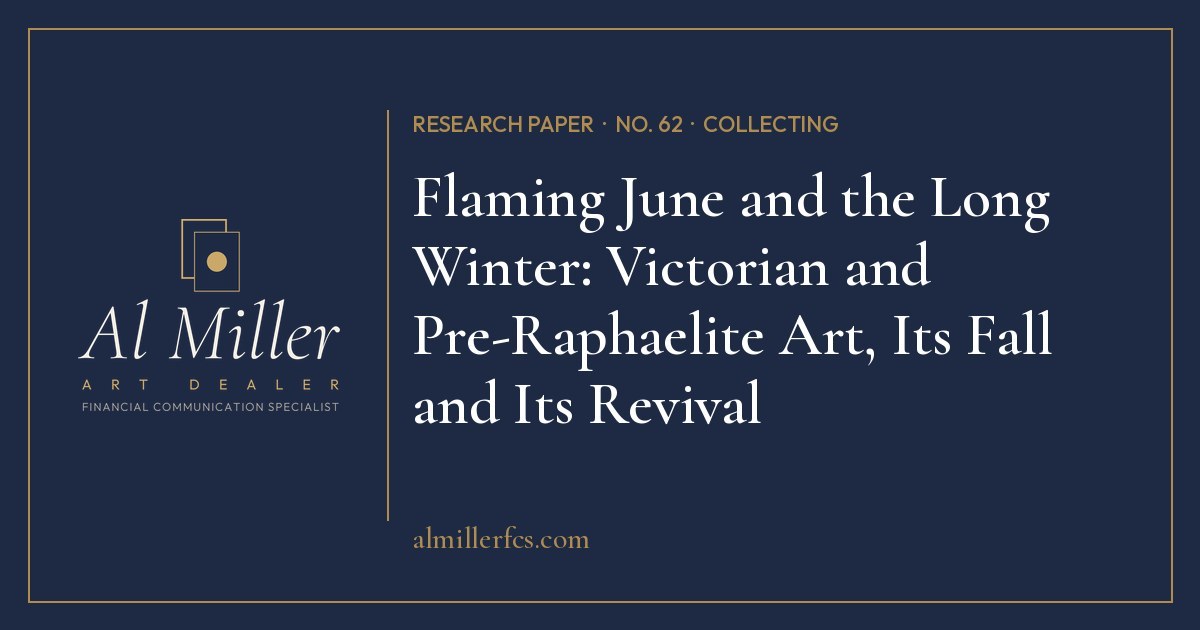 Al Miller
ART DEALER
FINANCIAL COMMUNICATION SPECIALIST
RESEARCH PAPER · NO. 62 · COLLECTING
Flaming June and the Long
Winter: Victorian and
Pre-Raphaelite Art, Its Fall
and Its Revival
almillerfcs.com